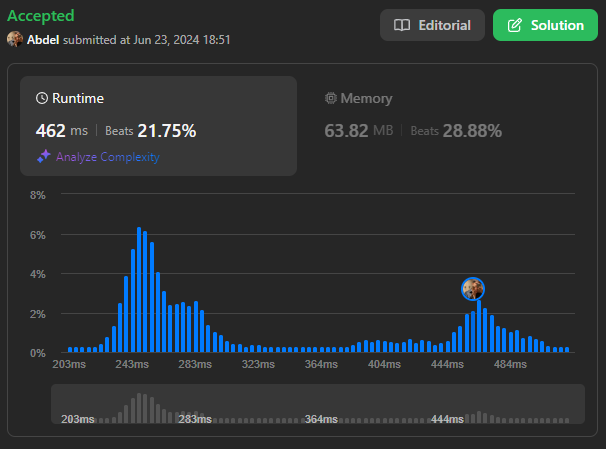 Accepted
Editorial
Solution
Abdel submitted at Jun 23, 2024 18:51
Runtime
Memory
462 ms | Beats 21.75%
63.82 MB | Beats 28.88%
Analyze Complexity
8%
6%
4%
2%
0%
203ms 243ms 283ms 323ms 364ms 404ms 444ms 484ms
203ms 283ms 364ms 444ms